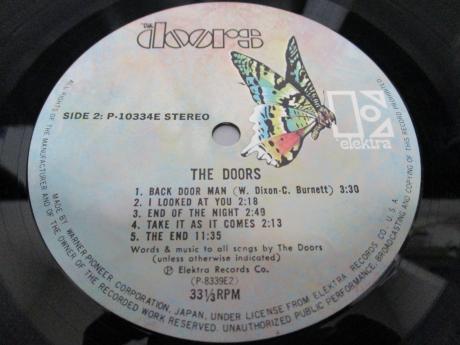 THE
DOORS
SIDE 2: P-10334E STEREO
elektra
THE DOORS
1. BACK DOOR MAN (W. Dixon-C. Burnett) 3:30
2. I LOOKED AT YOU 2:18
3. END OF THE NIGHT 2:49
4. TAKE IT AS IT COMES 2:13
5. THE END 11:35
Words & music to all songs by The Doors
(unless otherwise indicated)
Ⓟ Elektra Records Co.
(P-8339E2)
33⅓RPM
ALL RIGHTS OF THE MANUFACTURER AND OF THE OWNER OF THE RECORDED WORK RESERVED. UNAUTHORIZED PUBLIC PERFORMANCE, BROADCASTING AND COPYING OF THIS RECORD PROHIBITED
MADE BY WARNER-PIONEER CORPORATION, JAPAN, UNDER LICENSE FROM ELEKTRA RECORDS CO., U.S.A.